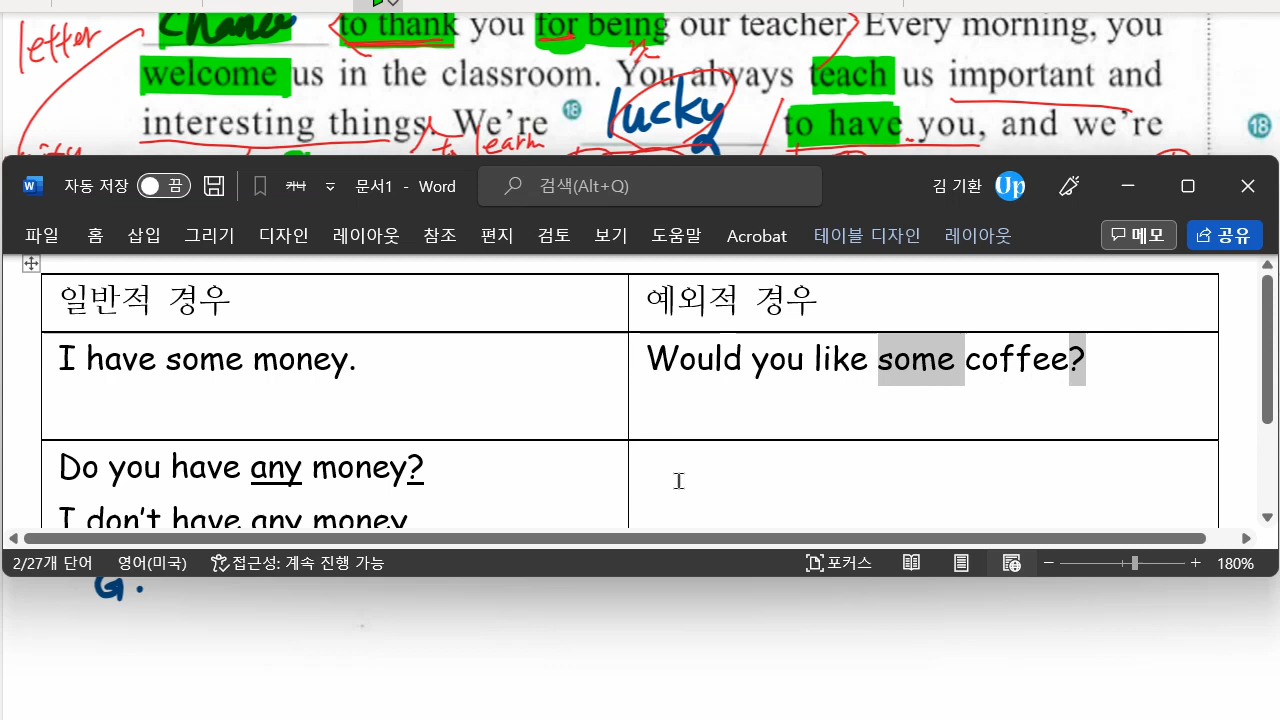 letter chance to thank you for being our teacher. Every morning, you
welcome us in the classroom. You always teach us important and
interesting things. We're 18 lucky to have you, and we're 18
to learn
자동 저장 끔 가나 문서1 - Word 검색(Alt+Q) 김 기환 Up
파일 홈 삽입 그리기 디자인 레이아웃 참조 편지 검토 보기 도움말 Acrobat 테이블 디자인 레이아웃 메모 공유
일반적 경우 예외적 경우
I have some money. Would you like some coffee?
Do you have any money?
I don't have any money
2/27개 단어 영어(미국) 접근성: 계속 진행 가능 포커스 180%
G.